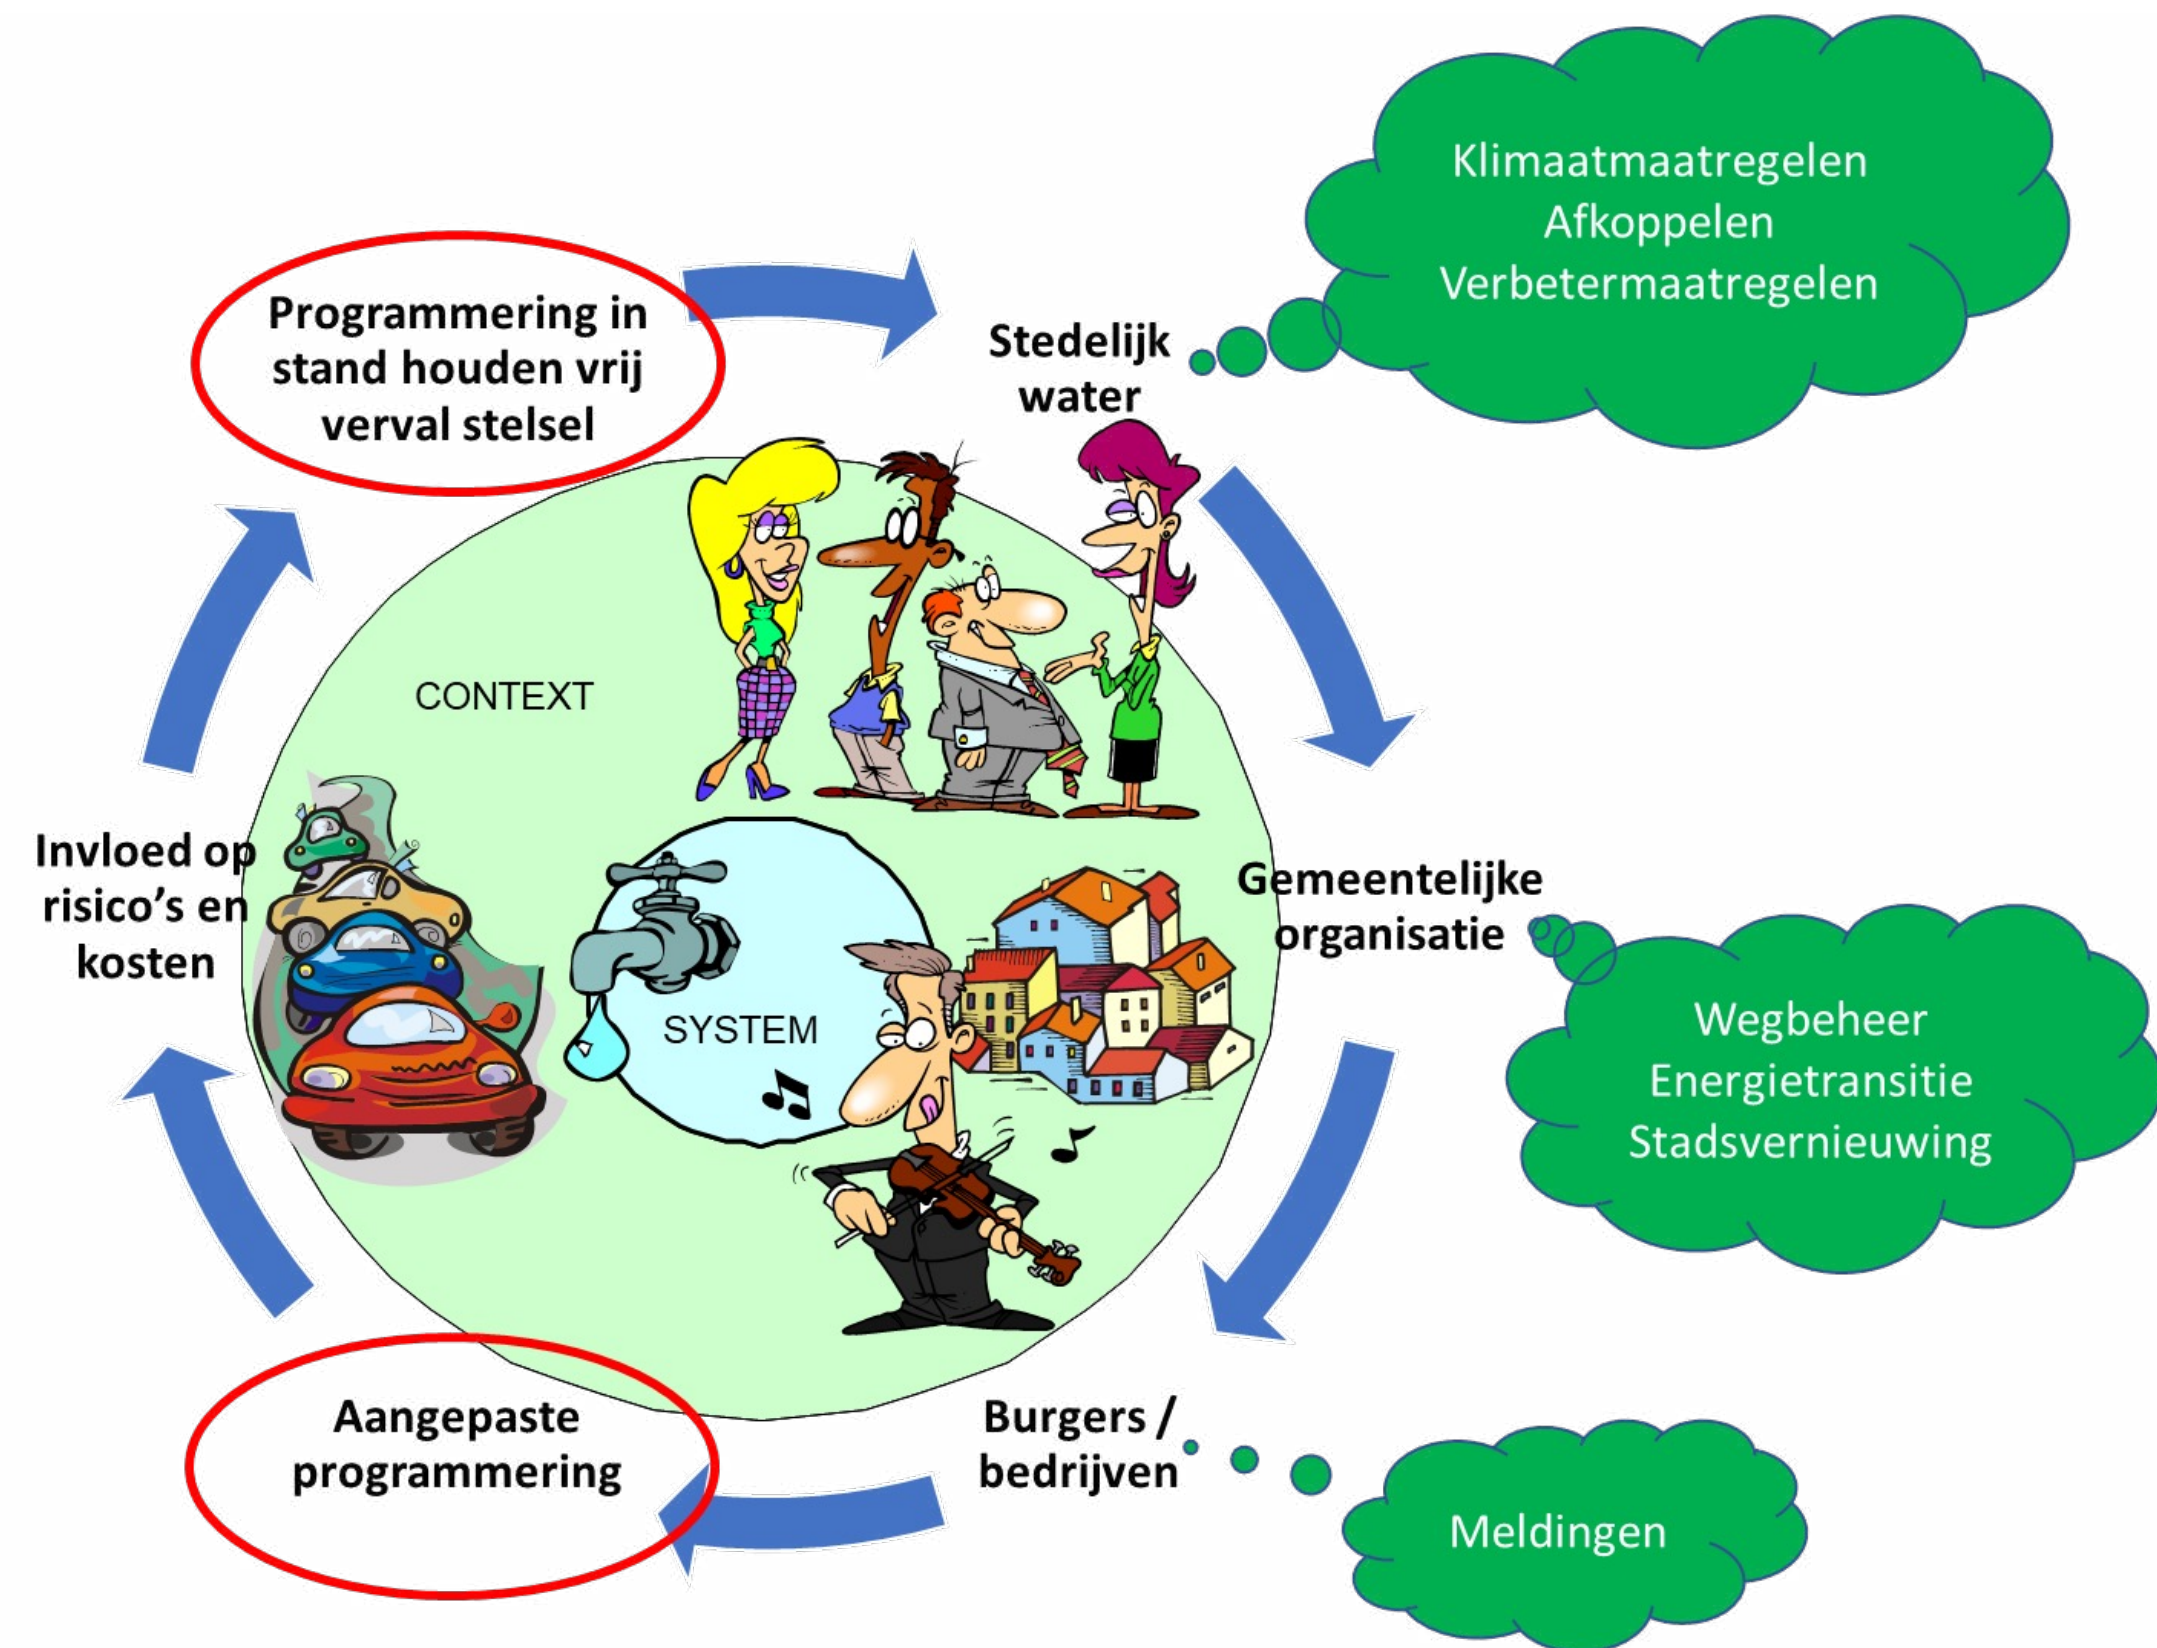 Klimaatmaatregelen
Afkoppelen
Verbetermaatregelen
Programmering in
stand houden vrij
verval stelsel
Stedelijk
water
CONTEXT
Invloed op
risico's en
kosten
Gemeentelijke
organisatie
SYSTEM
Wegbeheer
Energietransitie
Stadsvernieuwing
Aangepaste
programmering
Burgers /
bedrijven
Meldingen